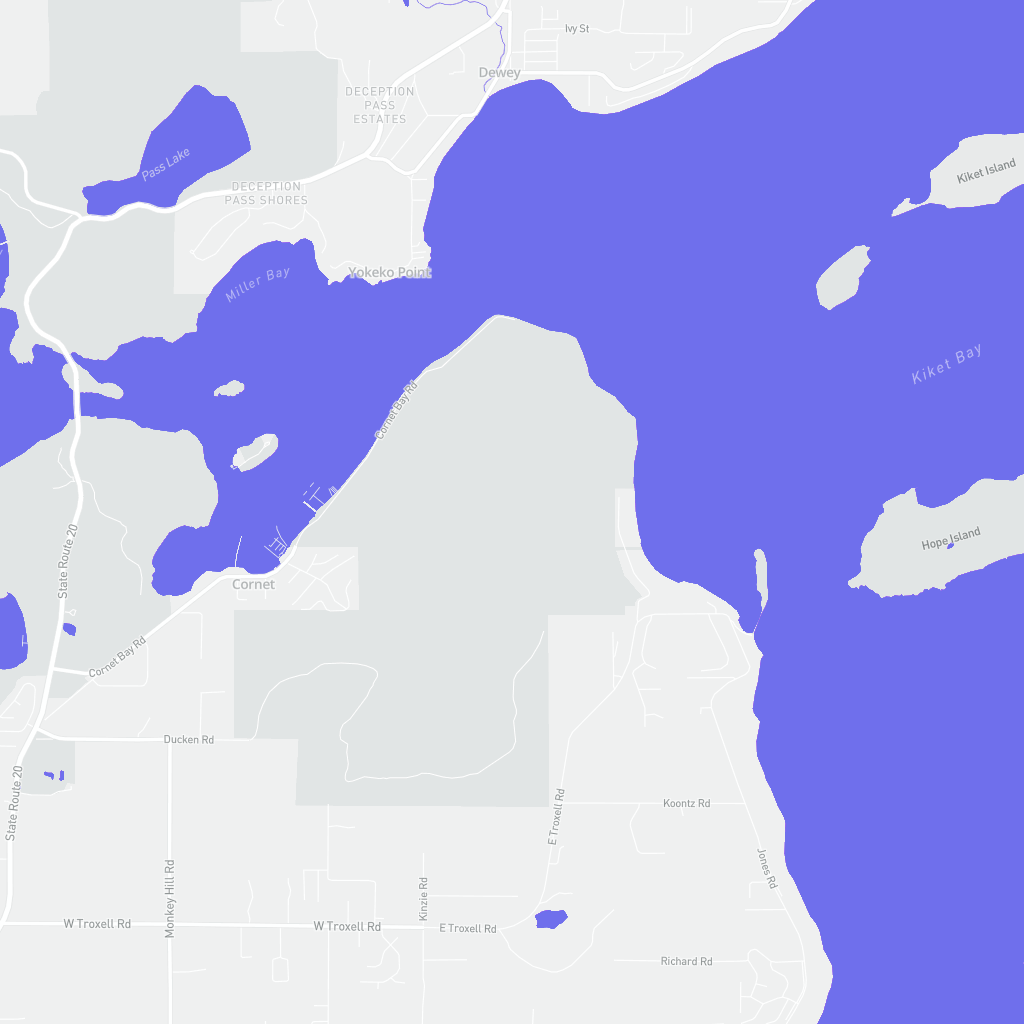 Ivy St
Dewey
DECEPTION
PASS
ESTATES
Pass Lake
Kiket Island
DECEPTION
PASS SHORES
Yokeko Point
Miller Bay
Kiket Bay
Cornet Bay Rd
State Route 20
Hope Island
Cornet
Cornet Bay Rd
Ducken Rd
State Route 20
Koontz Rd
E Troxell Rd
Jones Rd
Monkey Hill Rd
Kinzie Rd
W Troxell Rd
W Troxell Rd
E Troxell Rd
Richard Rd